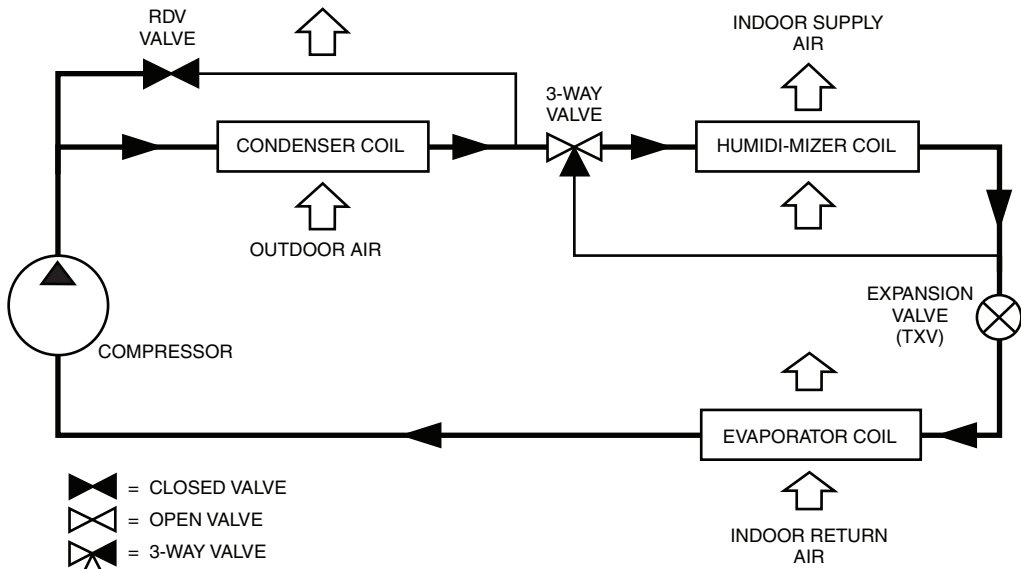 RDV
VALVE
INDOOR SUPPLY
AIR
3-WAY
VALVE
CONDENSER COIL
HUMIDI-MIZER COIL
OUTDOOR AIR
EXPANSION
VALVE
(TXV)
COMPRESSOR
EVAPORATOR COIL
= CLOSED VALVE
= OPEN VALVE
= 3-WAY VALVE
INDOOR RETURN
AIR